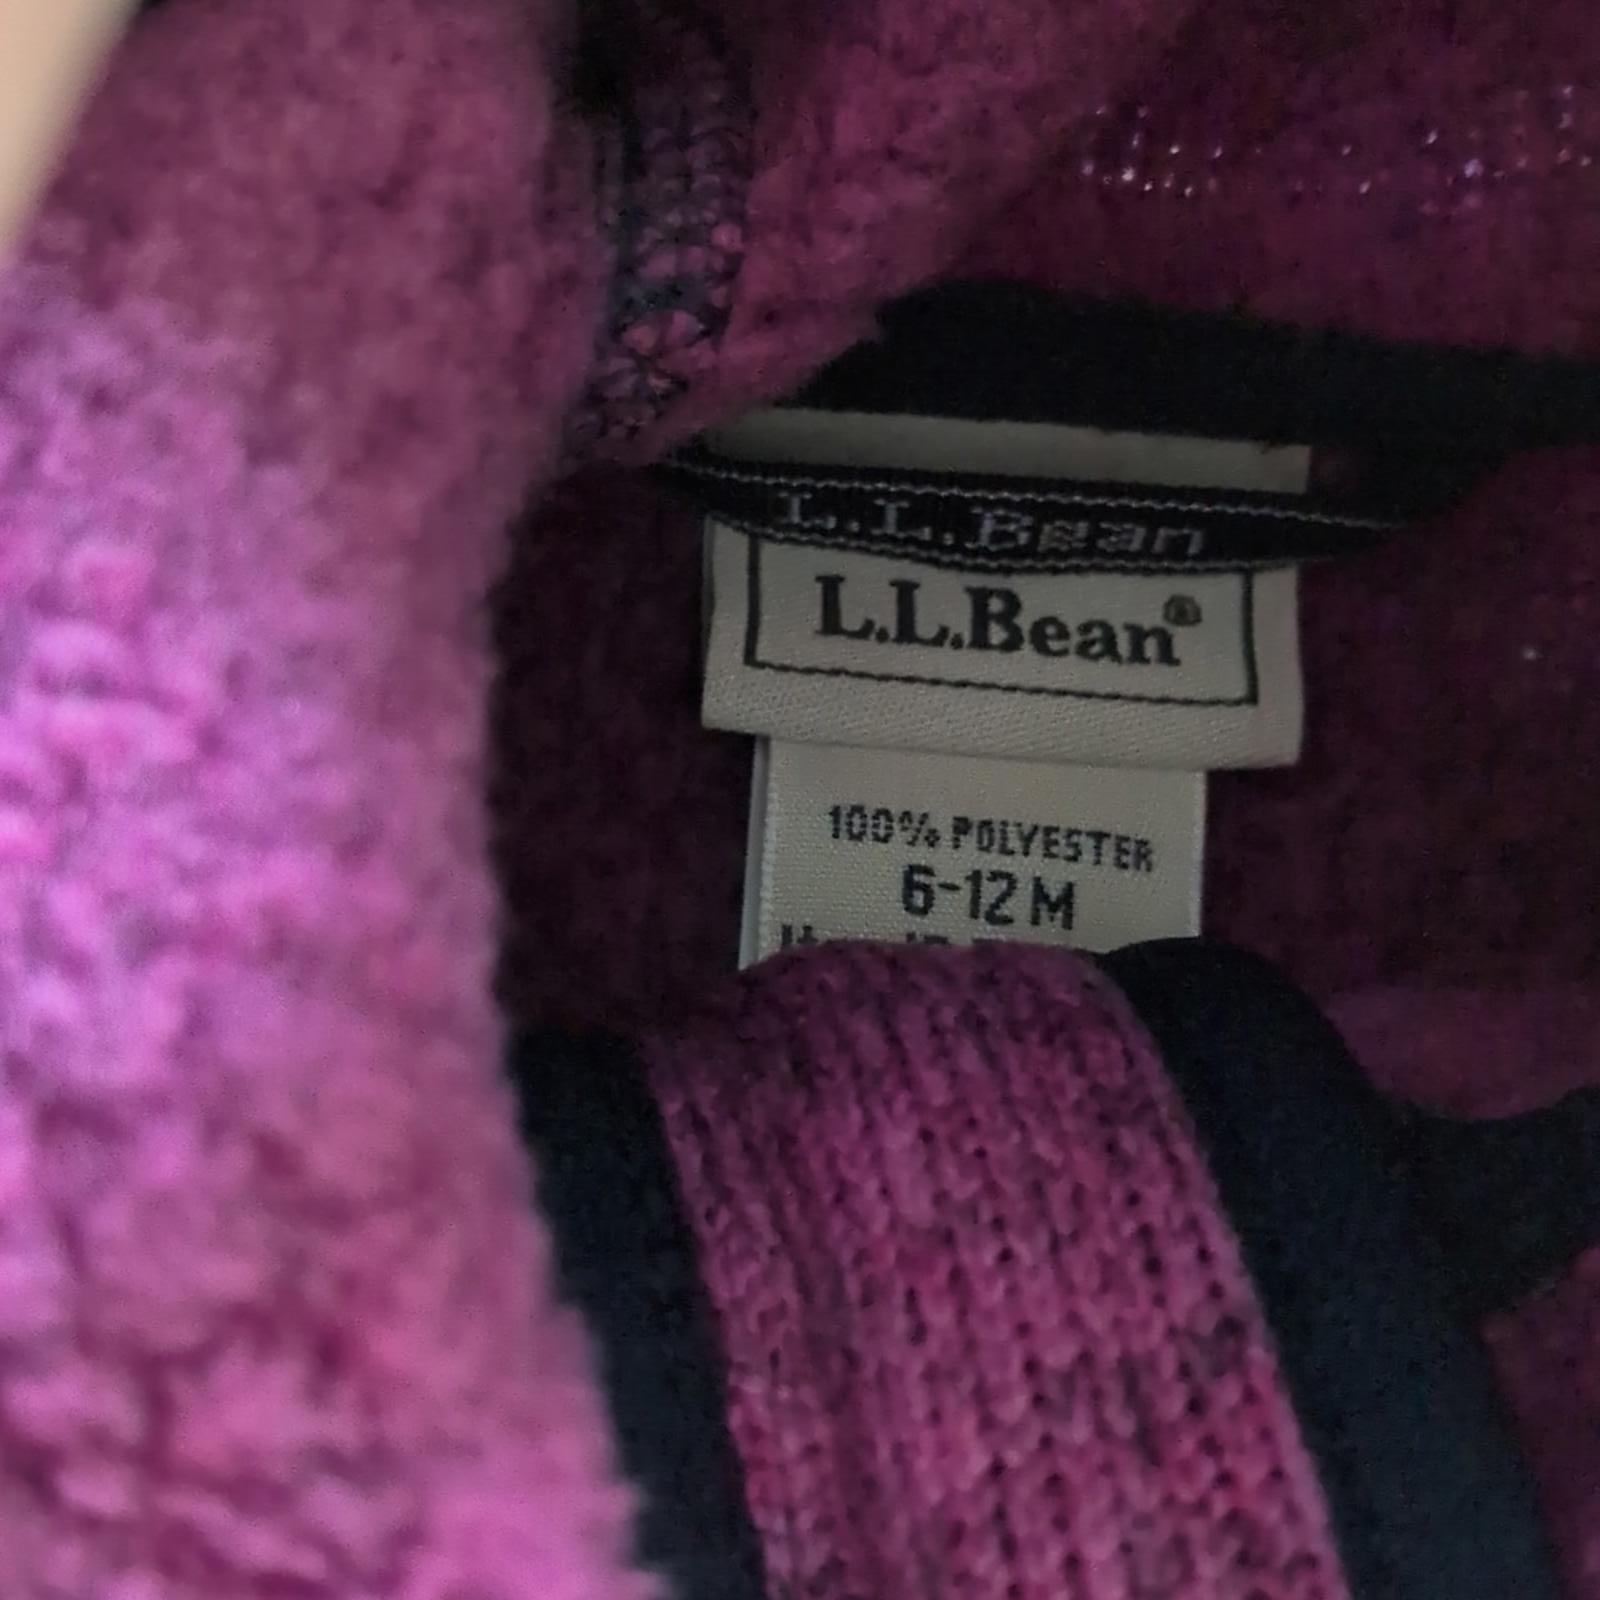 L.L.Bean
L.L.Bean®
100% POLYESTER
6-12 M